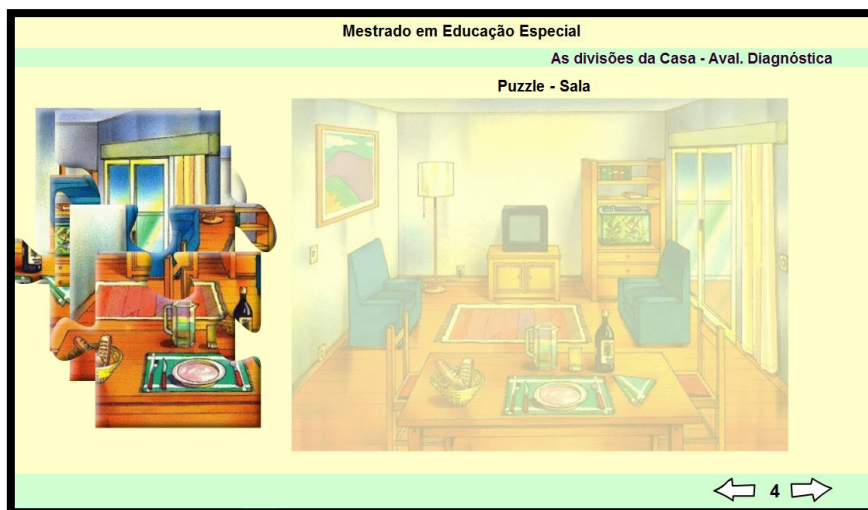 Mestrado em Educação Especial
As divisões da Casa - Aval. Diagnóstica
Puzzle - Sala
4